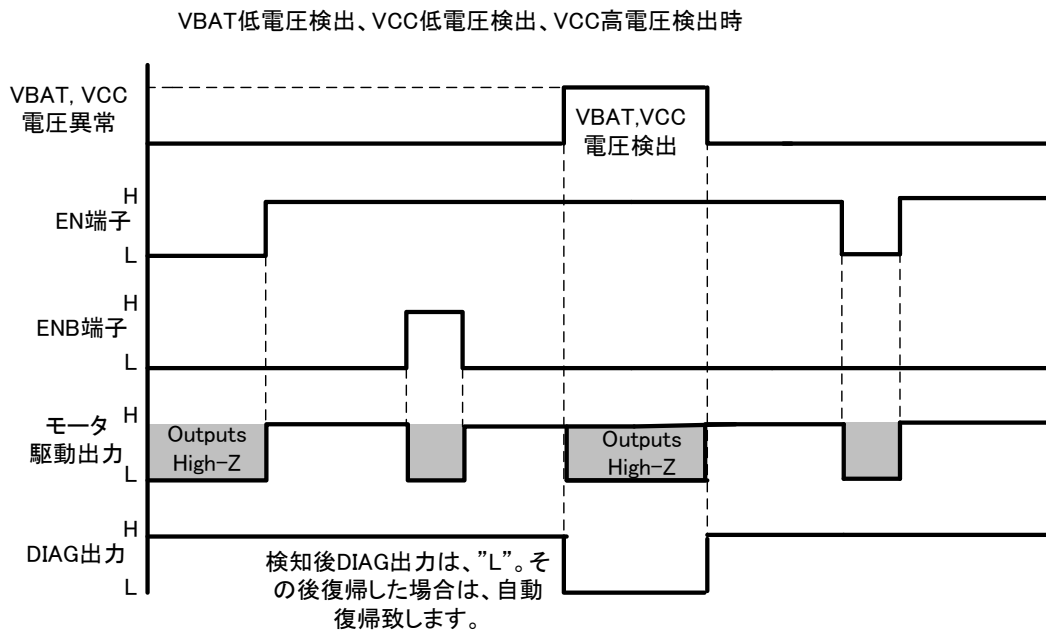 VBAT低電圧検出、VCC低電圧検出、VCC高電圧検出時
VBAT, VCC
電圧異常
VBAT,VCC
電圧検出
H
EN端子
L
H
ENB端子
L
H
モータ
駆動出力
L
Outputs
High-Z
Outputs
High-Z
H
DIAG出力
L
検知後DIAG出力は、”L”。そ
の後復帰した場合は、自動
復帰致します。